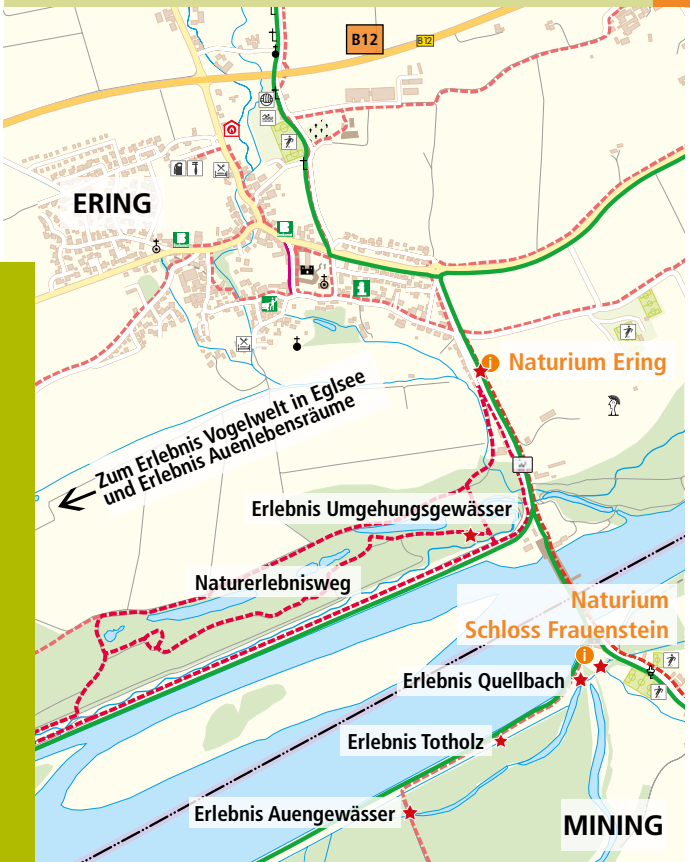 B12
B12
ERING
Naturium Ering
Zum Erlebnis Vogelwelt in Eglsee
und Erlebnis Auenlebensräume
Erlebnis Umgehungsgewässer
Naturerlebnisweg
Naturium
Schloss Frauenstein
Erlebnis Quellbach
Erlebnis Totholz
Erlebnis Auengewässer
MINING